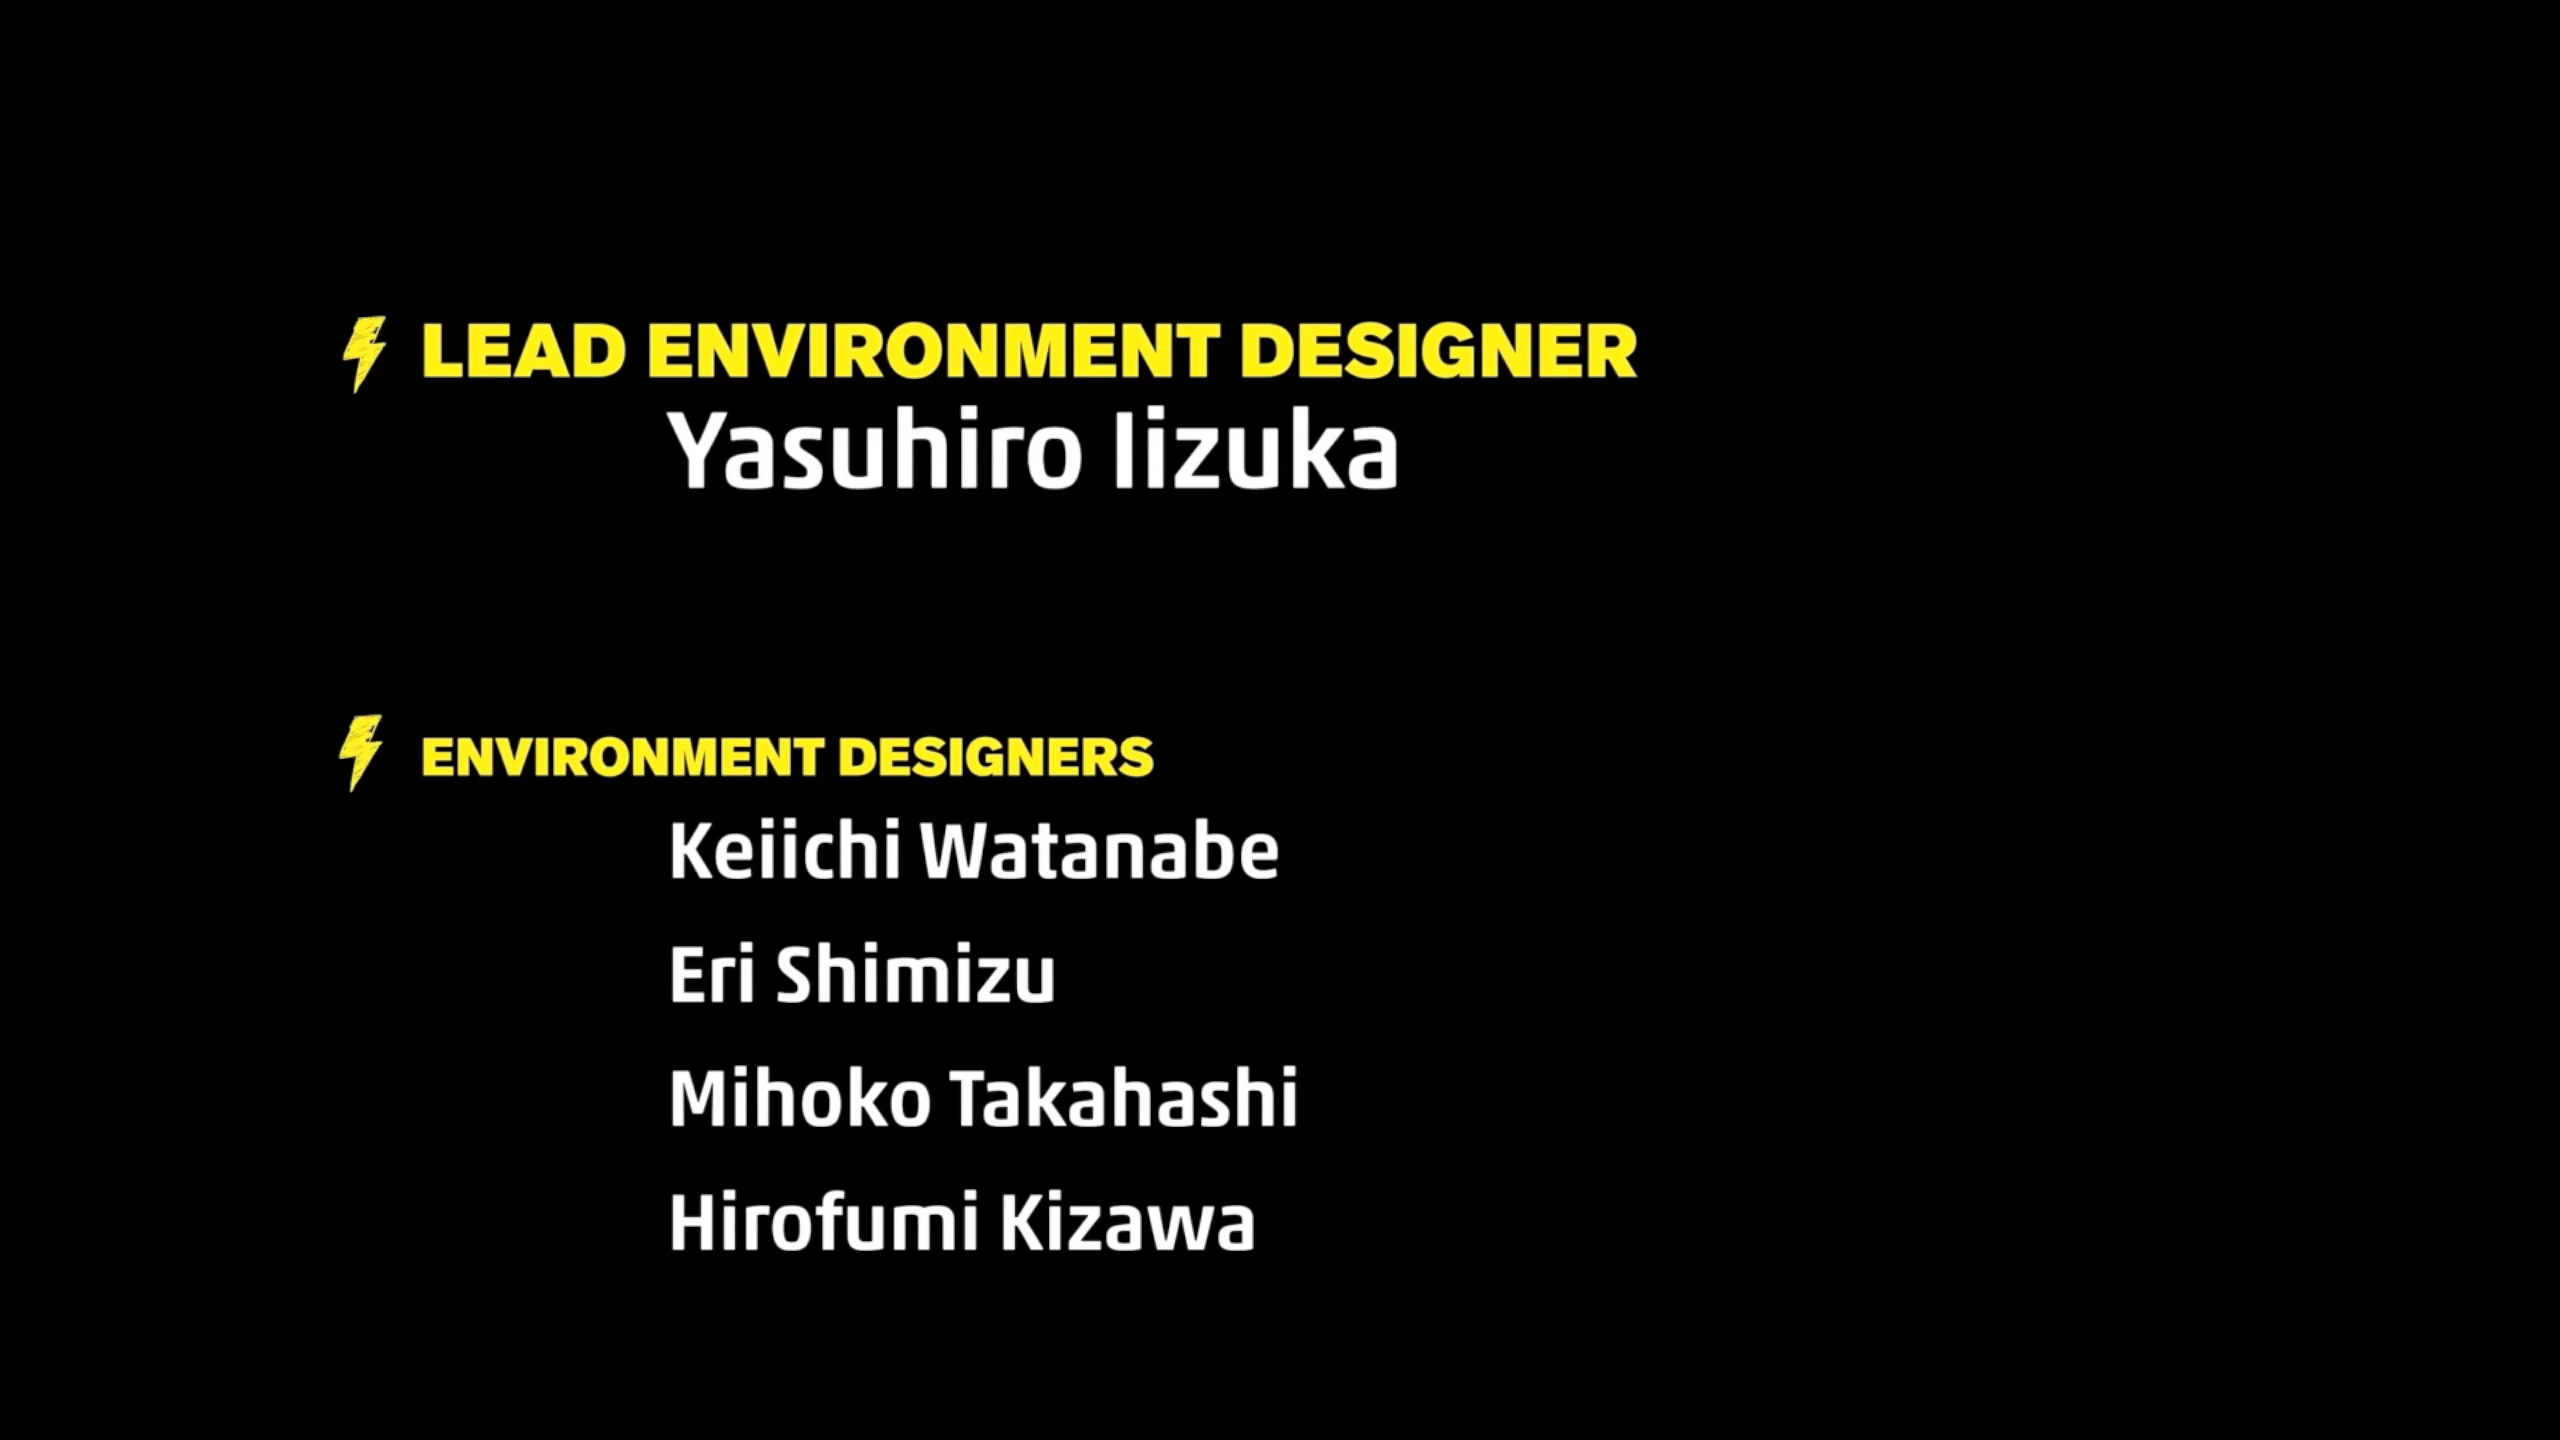 LEAD ENVIRONMENT DESIGNER
Yasuhiro Iizuka
ENVIRONMENT DESIGNERS
Keiichi Watanabe
Eri Shimizu
Mihoko Takahashi
Hirofumi Kizawa